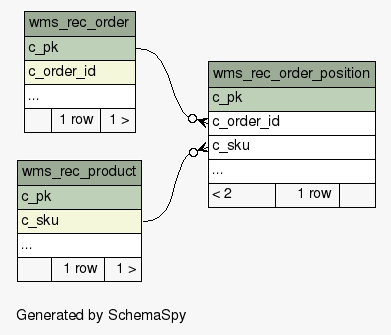 wms_rec_order
c_pk
c_order_id
...
1 row 1 >
wms_rec_order_position
c_pk
c_order_id
c_sku
...
< 2 1 row
wms_rec_product
c_pk
c_sku
...
1 row 1 >
Generated by SchemaSpy